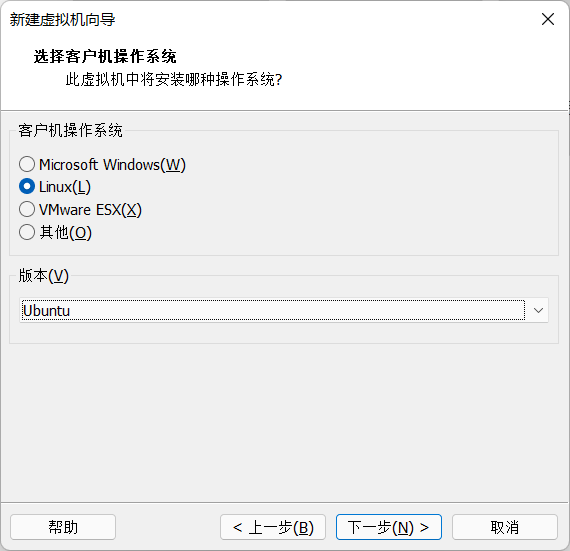 新建虚拟机向导
选择客户机操作系统
此虚拟机中将安装哪种操作系统?
客户机操作系统
Microsoft Windows(W)
Linux(L)
VMware ESX(X)
其他(O)
版本(V)
Ubuntu
帮助 < 上一步(B) 下一步(N) > 取消